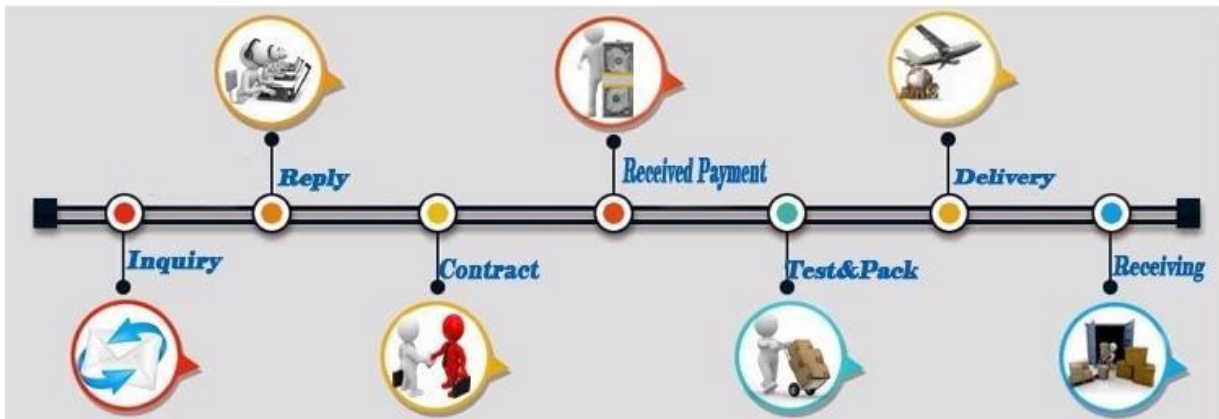 Inquiry
Reply
Contract
Received Payment
Test&Pack
Delivery
Receiving